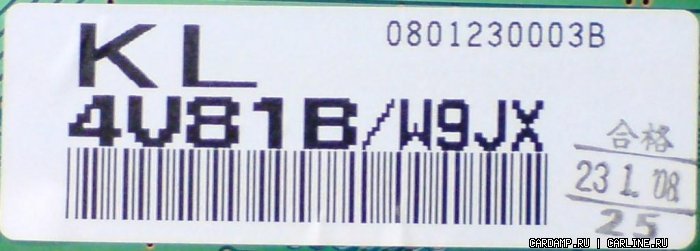 KL
0801230003B
4V81B/W9JX
合格
23 1. '08
25
CARDAMP.RU | CARLINE.RU